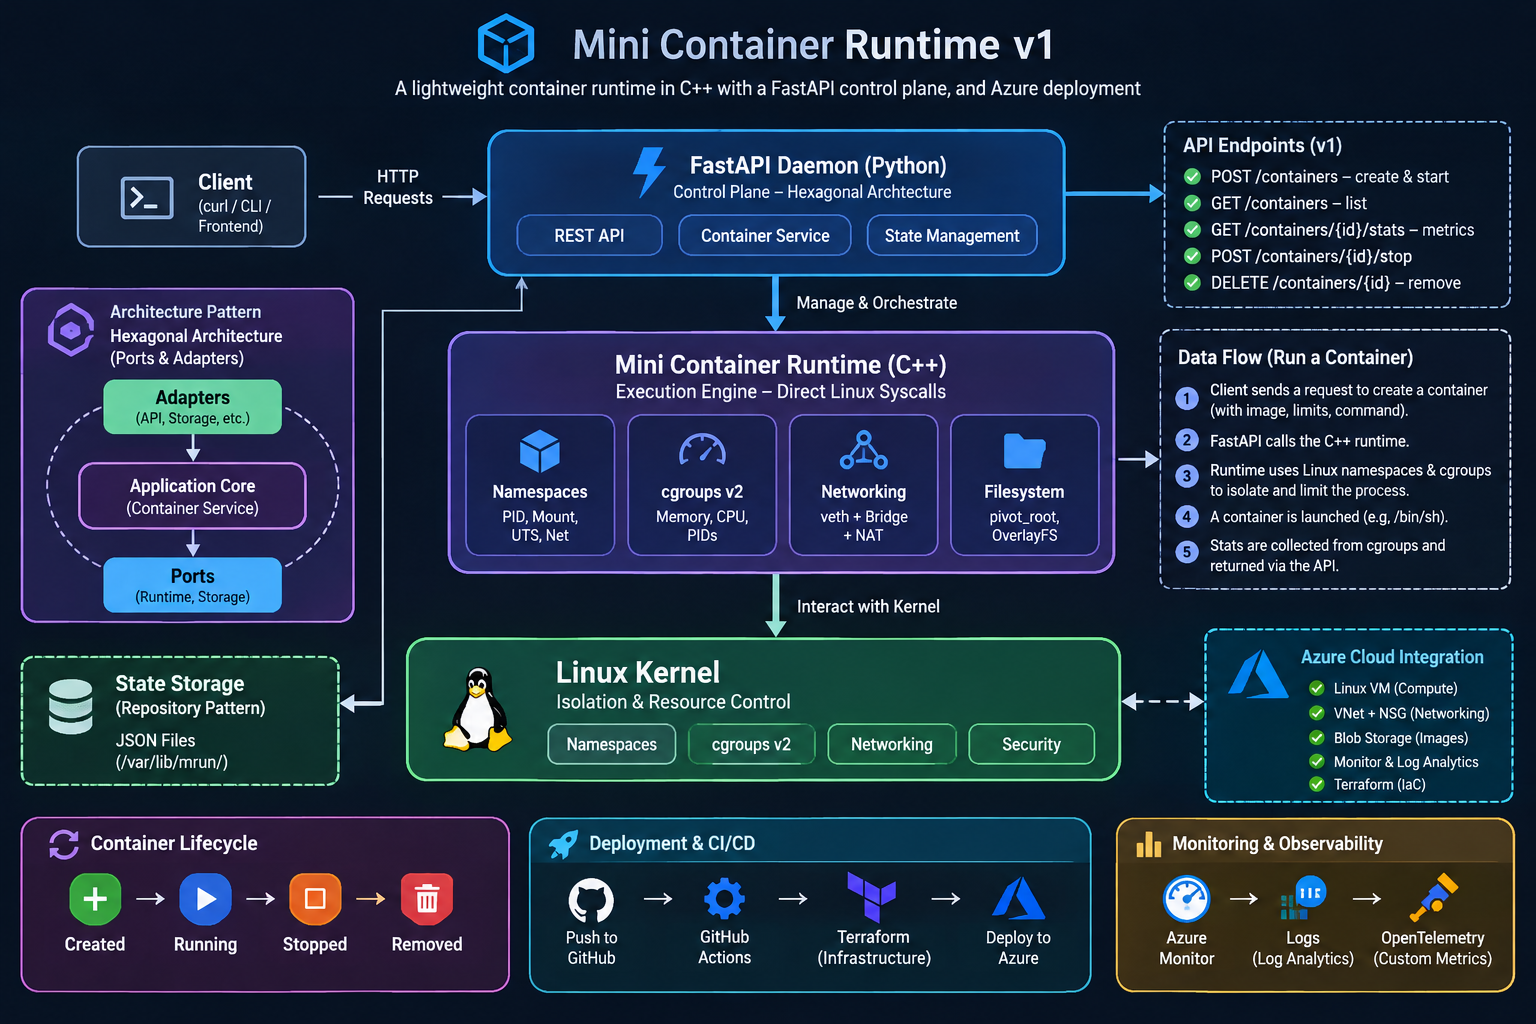 Mini Container Runtime v1
A lightweight container runtime in C++ with a FastAPI control plane, and Azure deployment
Client
(curl / CLI /
Frontend)
HTTP
Requests
FastAPI Daemon (Python)
Control Plane – Hexagonal Archtecture
REST API
Container Service
State Management
API Endpoints (v1)
POST /containers – create & start
GET /containers – list
GET /containers/{id}/stats – metrics
POST /containers/{id}/stop
DELETE /containers/{id} – remove
Manage & Orchestrate
Architecture Pattern
Hexagonal Architecture
(Ports & Adapters)
Adapters
(API, Storage, etc.)
Application Core
(Container Service)
Ports
(Runtime, Storage)
Mini Container Runtime (C++)
Execution Engine – Direct Linux Syscalls
Namespaces
PID, Mount,
UTS, Net
cgroups v2
Memory, CPU,
PIDs
Networking
veth + Bridge
+ NAT
Filesystem
pivot_root,
OverlayFS
Data Flow (Run a Container)
1 Client sends a request to create a container
(with image, limits, command).
2 FastAPI calls the C++ runtime.
3 Runtime uses Linux namespaces & cgroups
to isolate and limit the process.
4 A container is launched (e.g, /bin/sh).
5 Stats are collected from cgroups and
returned via the API.
Interact with Kernel
State Storage
(Repository Pattern)
JSON Files
(/var/lib/mrun/)
Linux Kernel
Isolation & Resource Control
Namespaces
cgroups v2
Networking
Security
Azure Cloud Integration
Linux VM (Compute)
VNet + NSG (Networking)
Blob Storage (Images)
Monitor & Log Analytics
Terraform (IaC)
Container Lifecycle
Created
Running
Stopped
Removed
Deployment & CI/CD
Push to
GitHub
GitHub
Actions
Terraform
(Infrastructure)
Deploy to
Azure
Monitoring & Observability
Azure
Monitor
Logs
(Log Analytics)
OpenTelemetry
(Custom Metrics)